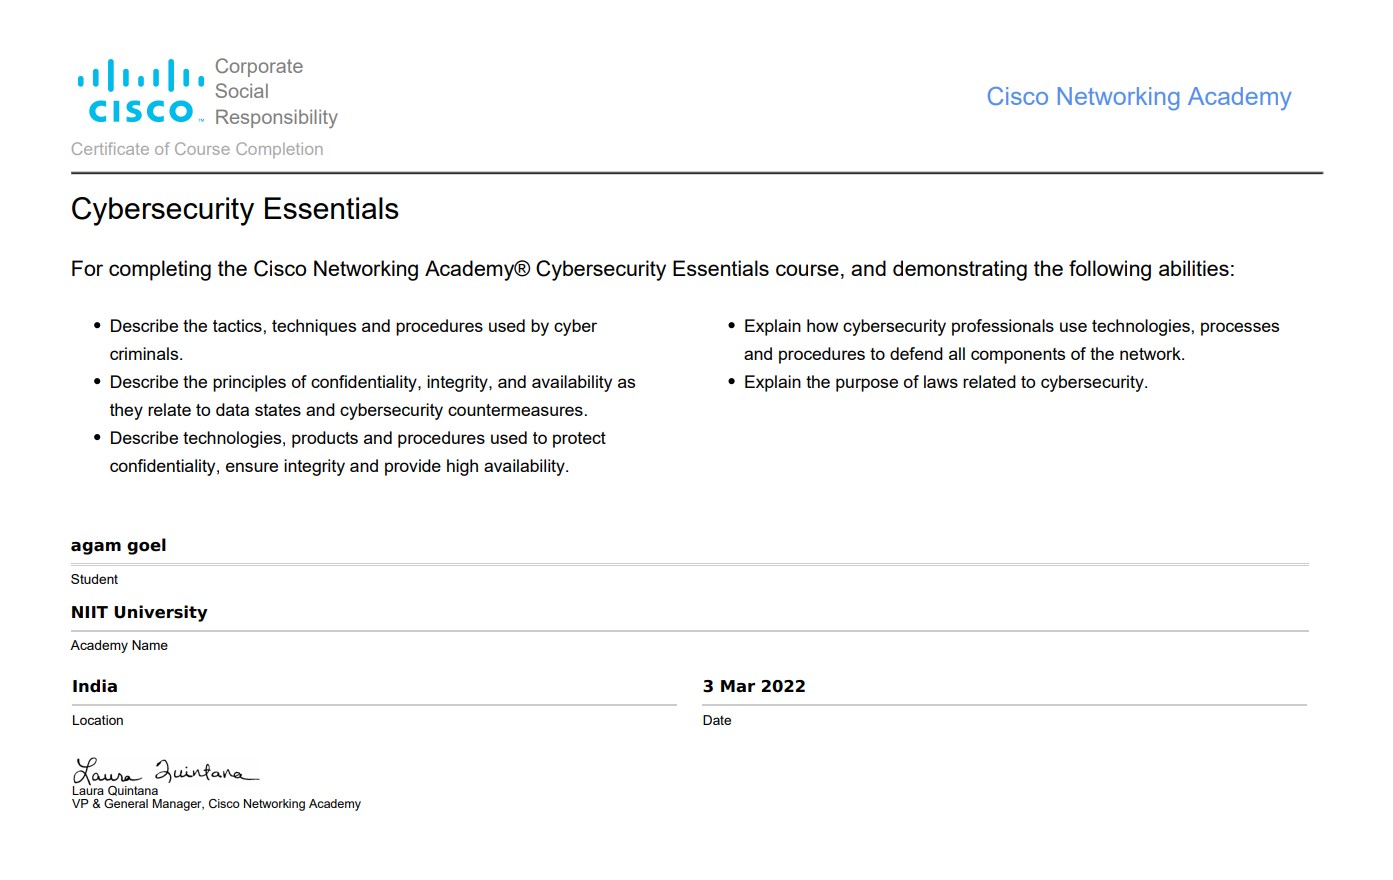 Corporate
Social
Responsibility
CISCO™
Cisco Networking Academy
Certificate of Course Completion
Cybersecurity Essentials
For completing the Cisco Networking Academy® Cybersecurity Essentials course, and demonstrating the following abilities:
• Describe the tactics, techniques and procedures used by cyber
criminals.
• Describe the principles of confidentiality, integrity, and availability as
they relate to data states and cybersecurity countermeasures.
• Describe technologies, products and procedures used to protect
confidentiality, ensure integrity and provide high availability.
• Explain how cybersecurity professionals use technologies, processes
and procedures to defend all components of the network.
• Explain the purpose of laws related to cybersecurity.
agam goel
Student
NIIT University
Academy Name
India
Location
3 Mar 2022
Date
Laura Quintana
Laura Quintana
VP & General Manager, Cisco Networking Academy